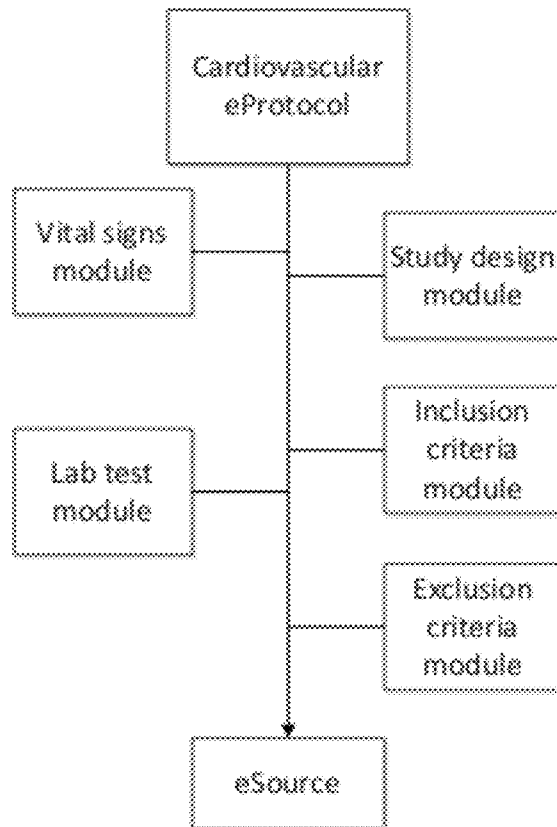 Cardiovascular
eProtocol
Vital signs
module
Study design
module
Inclusion
criteria
module
Lab test
module
Exclusion
criteria
module
eSource